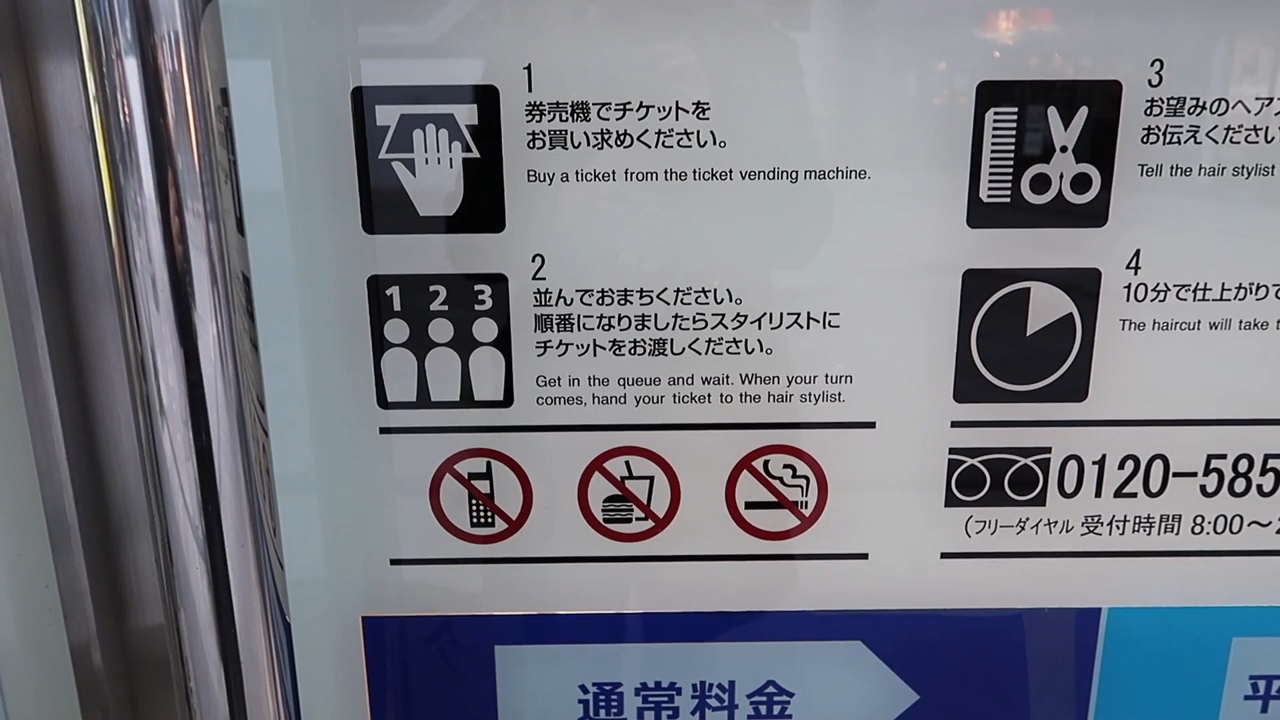 1
券売機でチケットを
お買い求めください。
Buy a ticket from the ticket vending machine.
2
1 2 3
並んでおまちください。
順番になりましたらスタイリストに
チケットをお渡しください。
Get in the queue and wait. When your turn
comes, hand your ticket to the hair stylist.
3
お望みのヘア
お伝えください
Tell the hair stylist
4
10分で仕上がり
The haircut will take
0120-585
(フリーダイヤル 受付時間 8:00〜
通常料金
平